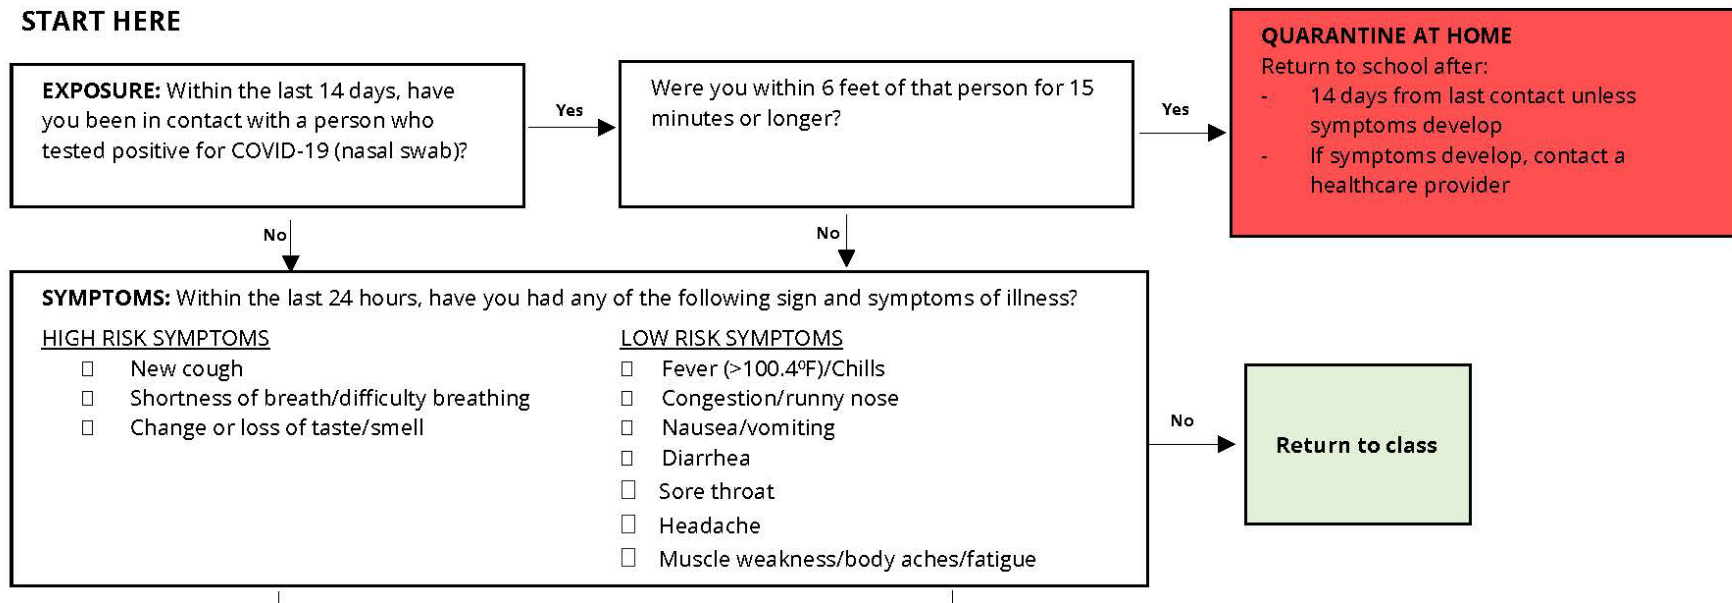 START HERE
EXPOSURE: Within the last 14 days, have
you been in contact with a person who
tested positive for COVID-19 (nasal swab)?
Yes
Were you within 6 feet of that person for 15
minutes or longer?
Yes
QUARANTINE AT HOME
Return to school after:
- 14 days from last contact unless
symptoms develop
- If symptoms develop, contact a
healthcare provider
No
No
SYMPTOMS: Within the last 24 hours, have you had any of the following sign and symptoms of illness?
HIGH RISK SYMPTOMS
New cough
Shortness of breath/difficulty breathing
Change or loss of taste/smell
LOW RISK SYMPTOMS
Fever (>100.4ºF)/Chills
Congestion/runny nose
Nausea/vomiting
Diarrhea
Sore throat
Headache
Muscle weakness/body aches/fatigue
No
Return to class